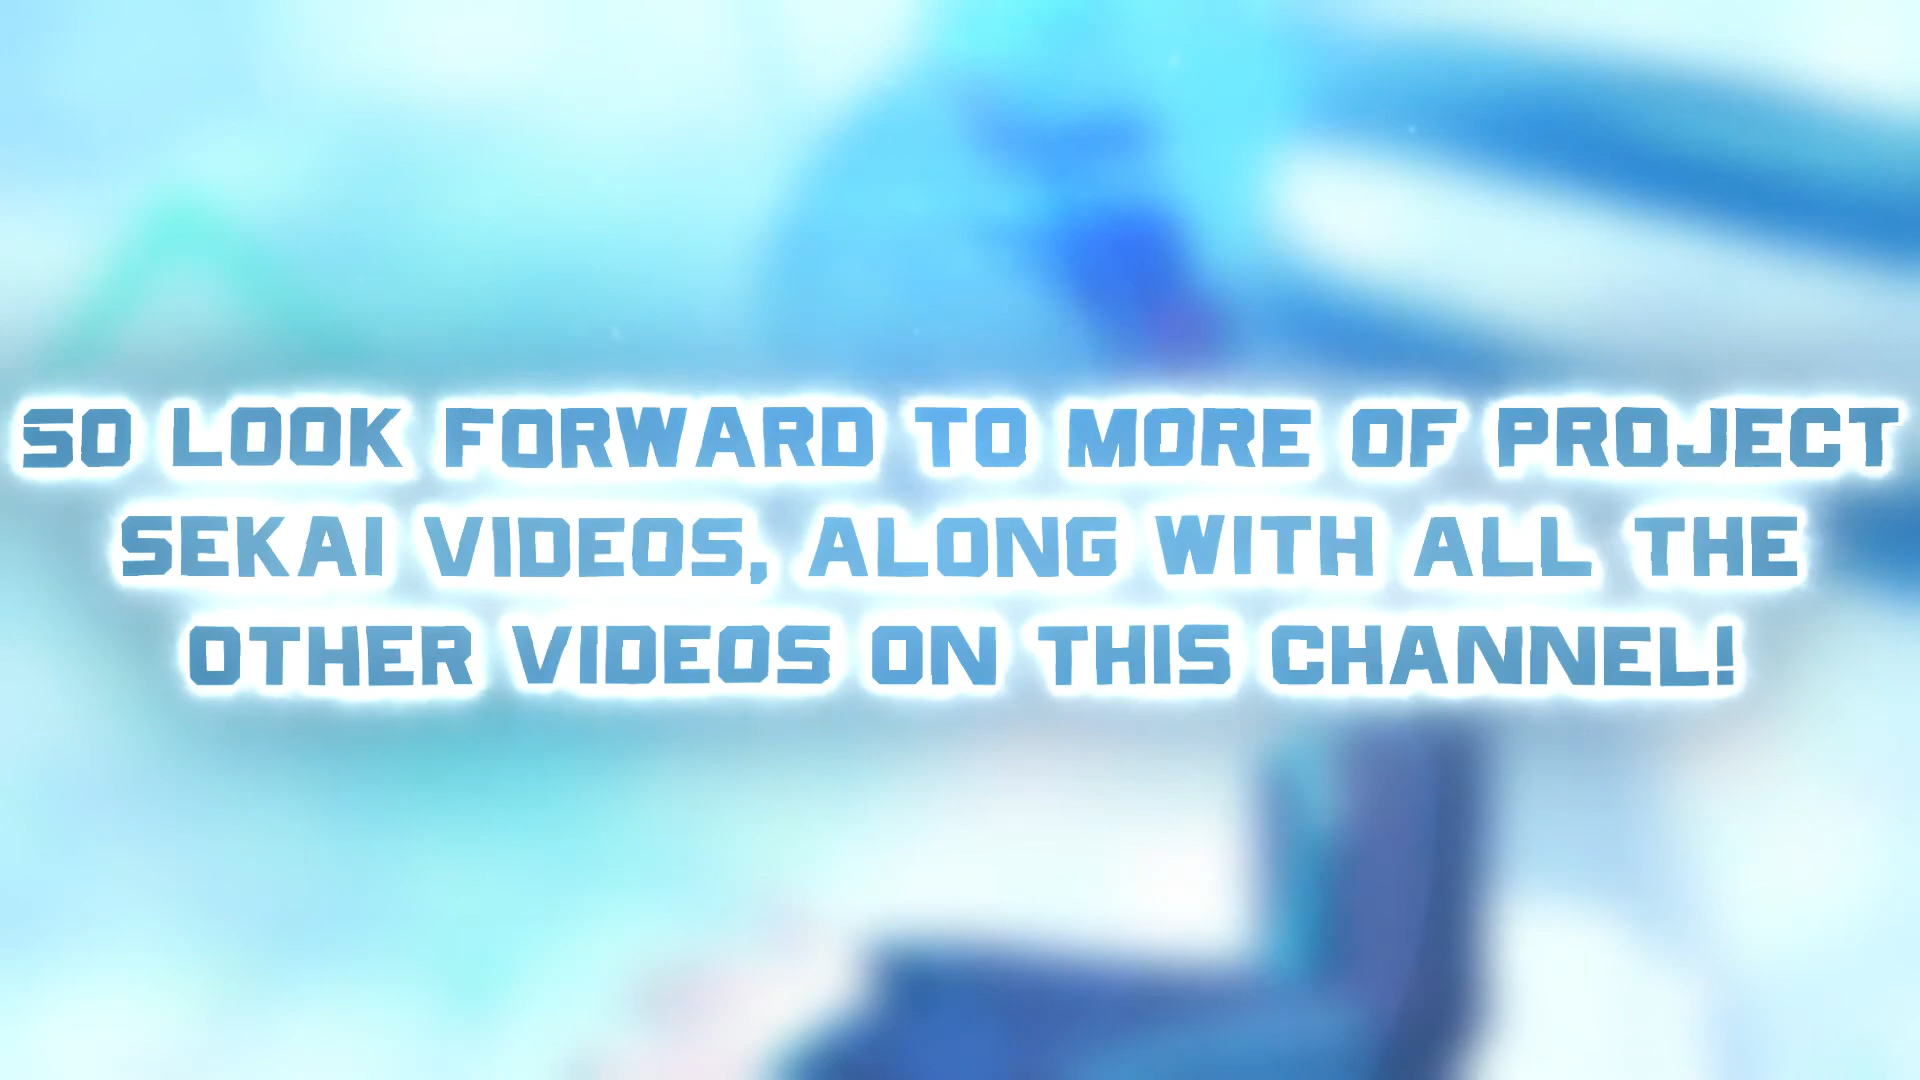 SO LOOK FORWARD TO MORE OF PROJECT
SEKAI VIDEOS, ALONG WITH ALL THE
OTHER VIDEOS ON THIS CHANNEL!